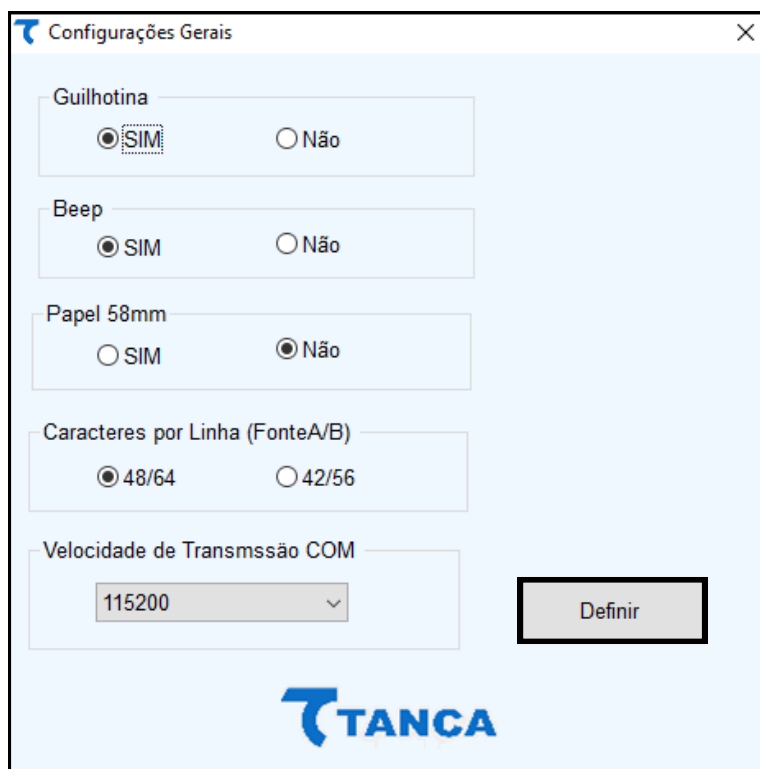 Configurações Gerais
Guilhotina
SIM Não
Beep
SIM Não
Papel 58mm
SIM Não
Caracteres por Linha (FonteA/B)
48/64 42/56
Velocidade de Transmssão COM
115200
Definir
TANCA